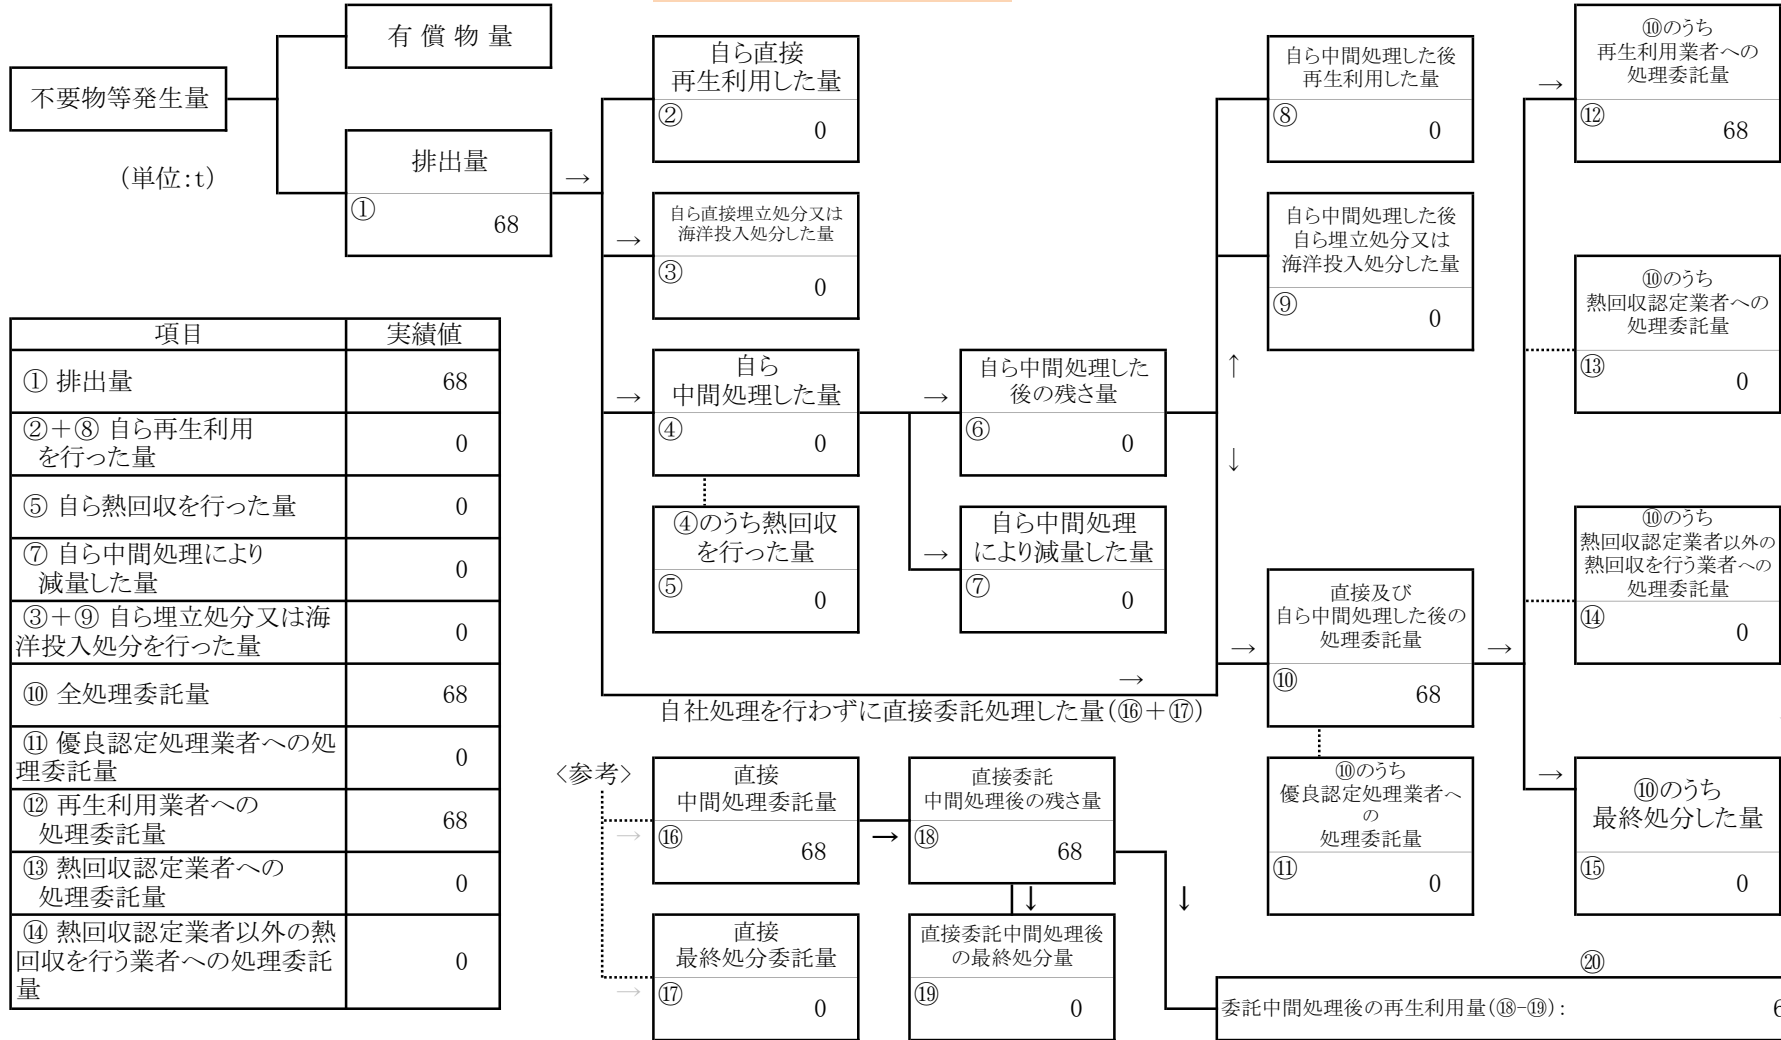 有償物量
不要物等発生量
(単位:t)
排出量
①
68
→
自ら直接
再生利用した量
②
0
→
自ら直接埋立処分又は
海洋投入処分した量
③
0
→
自ら
中間処理した量
④
0
④のうち熱回収
を行った量
⑤
0
→
自ら中間処理した
後の残さ量
⑥
0
→
自ら中間処理
により減量した量
⑦
0
自ら中間処理した後
再生利用した量
⑧
0
自ら中間処理した後
自ら埋立処分又は
海洋投入処分した量
⑨
0
↑
↓
→
自社処理を行わずに直接委託処理した量(⑯+⑰)
→
直接及び
自ら中間処理した後の
処理委託量
⑩
68
⑩のうち
優良認定処理業者へ
の
処理委託量
⑪
0
→
→
⑩のうち
再生利用業者への
処理委託量
⑫
68
⑩のうち
熱回収認定業者への
処理委託量
⑬
0
⑩のうち
熱回収認定業者以外の
熱回収を行う業者への
処理委託量
⑭
0
→
⑩のうち
最終処分した量
⑮
0
項目 実績値
① 排出量 68
②+⑧ 自ら再生利用
を行った量 0
⑤ 自ら熱回収を行った量 0
⑦ 自ら中間処理により
減量した量 0
③+⑨ 自ら埋立処分又は海
洋投入処分を行った量 0
⑩ 全処理委託量 68
⑪ 優良認定処理業者への処
理委託量 0
⑫ 再生利用業者への
処理委託量 68
⑬ 熱回収認定業者への
処理委託量 0
⑭ 熱回収認定業者以外の熱
回収を行う業者への処理委託
量 0
<参考>
→
直接
中間処理委託量
⑯
68
→
直接委託
中間処理後の残さ量
⑱
68
→
直接
最終処分委託量
⑰
0
↓
直接委託中間処理後
の最終処分量
⑲
0
↓
⑳
委託中間処理後の再生利用量(⑱-⑲):